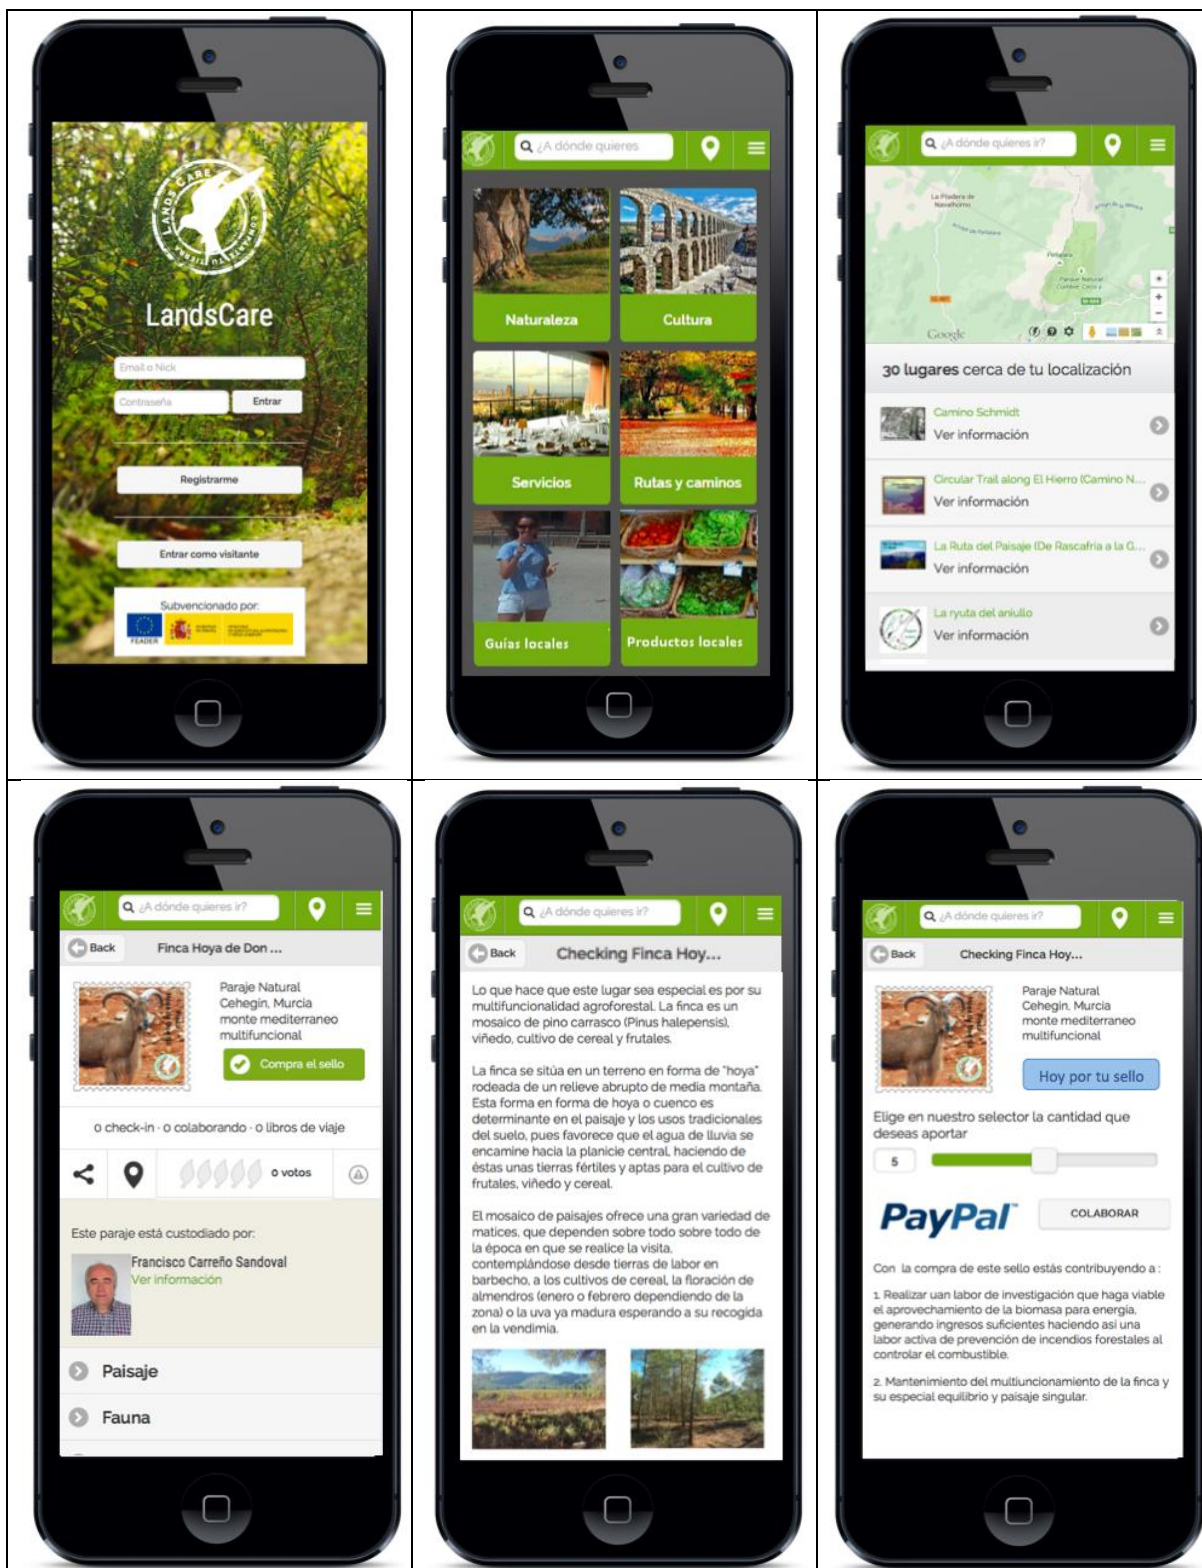 LANDS CARE
COMPARTE TU TIERRA
LandsCare
Email o Nick
Contraseña
Entrar
Registrarme
Entrar como visitante
Subvencionado por:
FEADER
¿A dónde quieres
Naturaleza
Cultura
Servicios
Rutas y caminos
Guías locales
Productos locales
¿A dónde quieres ir?
La Pradera de
Navalhorno
Peñalara
Parque Natural
Google
30 lugares cerca de tu localización
Camino Schmidt
Ver información
Circular Trail along El Hierro (Camino N...
Ver información
La Ruta del Paisaje (De Rascafría a la G...
Ver información
La ryuta del aniullo
Ver información
¿A dónde quieres ir?
Back
Finca Hoya de Don ...
Paraje Natural
Cehegin, Murcia
monte mediterraneo
multifuncional
Compra el sello
0 check-in · 0 colaborando · 0 libros de viaje
0 votos
Este paraje está custodiado por:
Francisco Carreño Sandoval
Ver información
Paisaje
Fauna
¿A dónde quieres ir?
Back
Checking Finca Hoy...
Lo que hace que este lugar sea especial es por su
multifuncionalidad agroforestal. La finca es un
mosaico de pino carrasco (Pinus halepensis),
viñedo, cultivo de cereal y frutales.
La finca se sitúa en un terreno en forma de "hoya"
rodeada de un relieve abrupto de media montaña.
Esta forma en forma de hoya o cuenco es
determinante en el paisaje y los usos tradicionales
del suelo, pues favorece que el agua de lluvia se
encamine hacia la planicie central, haciendo de
éstas unas tierras fértiles y aptas para el cultivo de
frutales, viñedo y cereal.
El mosaico de paisajes ofrece una gran variedad de
matices, que dependen sobre todo sobre todo de
la época en que se realice la visita,
contemplándose desde tierras de labor en
barbecho, a los cultivos de cereal, la floración de
almendros (enero o febrero dependiendo de la
zona) o la uva ya madura esperando a su recogida
en la vendimia.
¿A dónde quieres ir?
Back
Checking Finca Hoy...
Paraje Natural
Cehegin, Murcia
monte mediterraneo
multifuncional
Hoy por tu sello
Elige en nuestro selector la cantidad que
deseas aportar
5
PayPal™
COLABORAR
Con la compra de este sello estás contribuyendo a :
1. Realizar uan labor de investigación que haga viable
el aprovechamiento de la biomasa para energía,
generando ingresos suficientes haciendo así una
labor activa de prevención de incendios forestales al
controlar el combustible.
2. Mantenimiento del multiuncionamiento de la finca y
su especial equilibrio y paisaje singular.